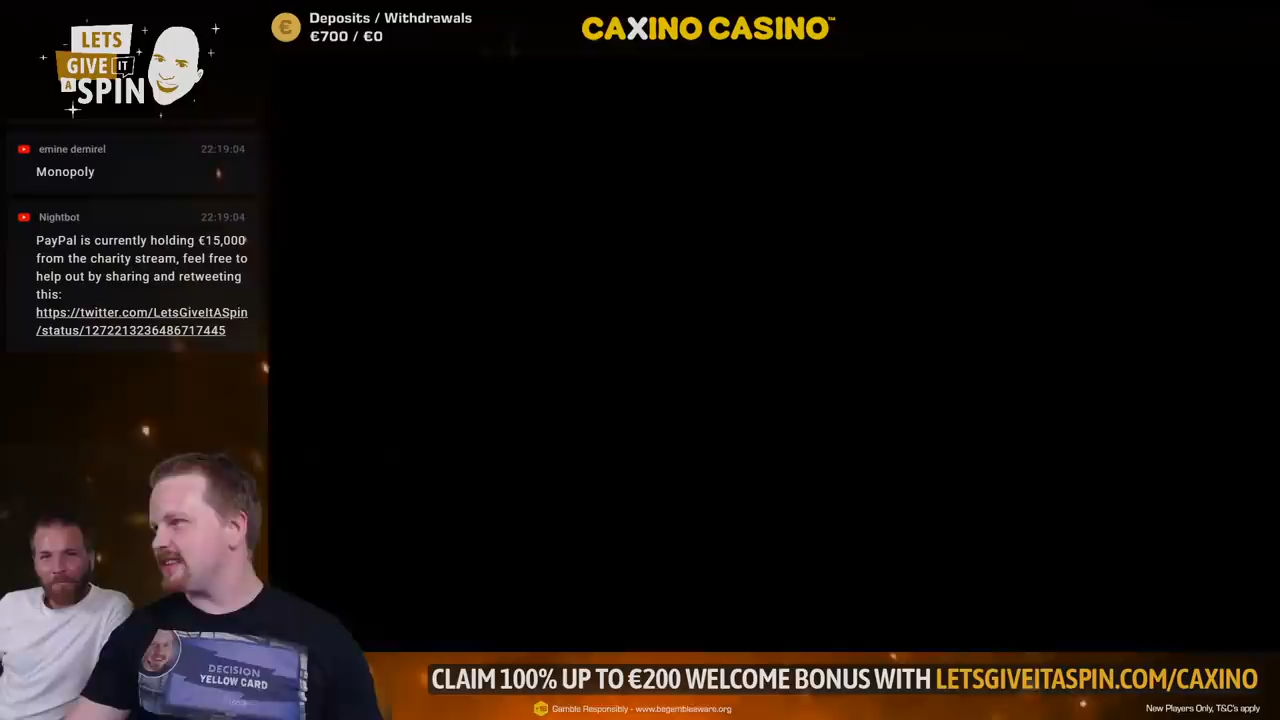 LETS
GIVE IT
A SPIN
Deposits / Withdrawals
€700 / €0
CAXINO CASINO™
emine demirel 22:19:04
Monopoly
Nightbot 22:19:04
PayPal is currently holding €15,000
from the charity stream, feel free to
help out by sharing and retweeting
this:
https://twitter.com/LetsGiveItASpin
/status/1272213236486717445
DECISION
YELLOW CARD
CLAIM 100% UP TO €200 WELCOME BONUS WITH LETSGIVEITASPIN.COM/CAXINO
Gamble Responsibly - www.begambleaware.org
New Players Only, T&C's apply